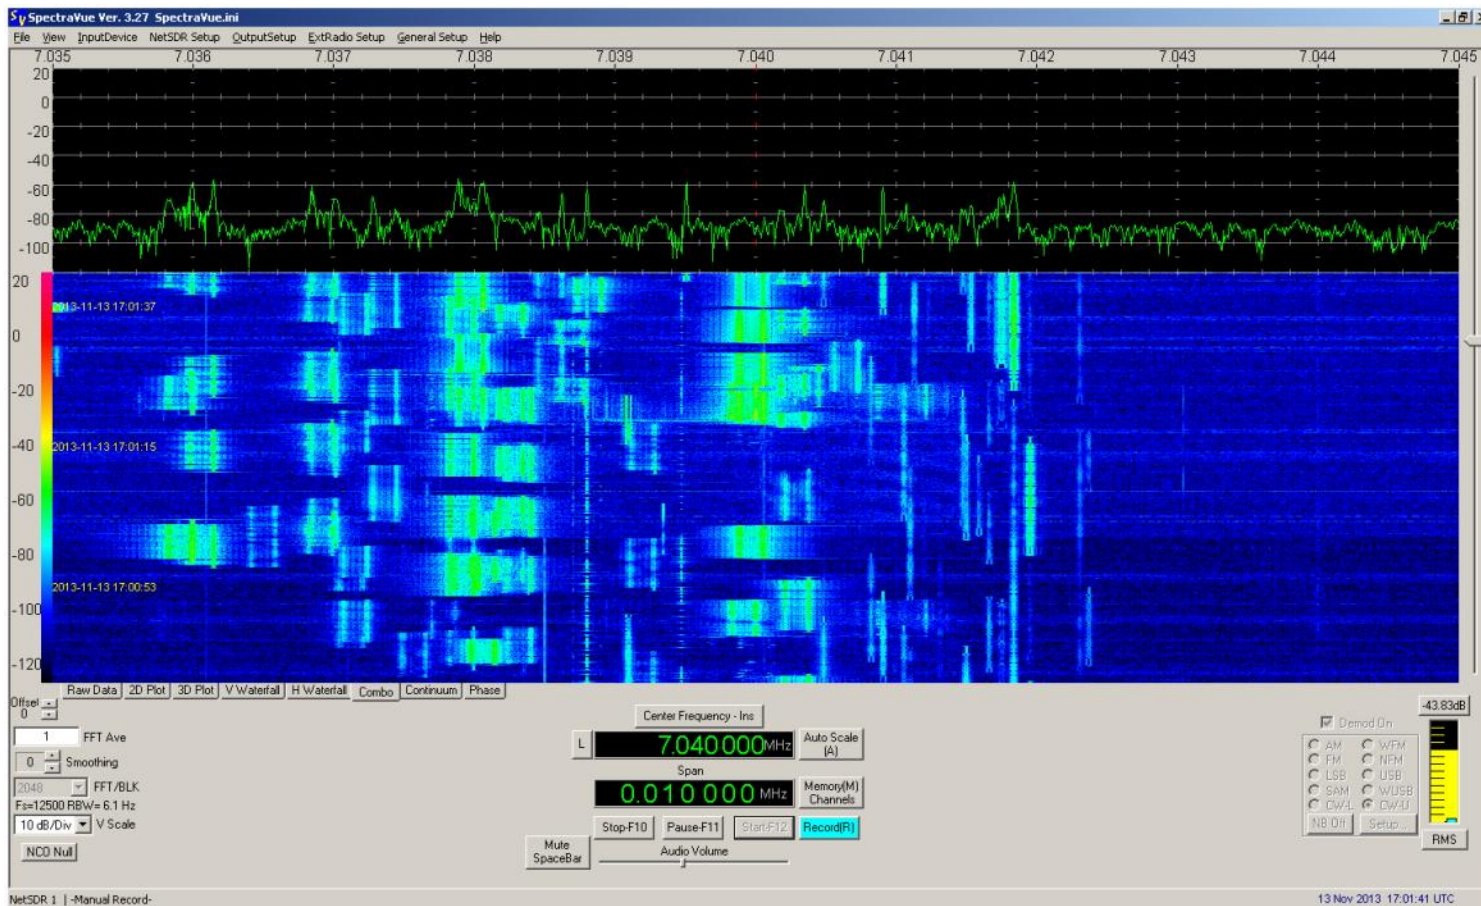 SpectraVue Ver. 3.27 SpectraVue.ini
File View InputDevice NetSDR Setup OutputSetup ExtRadio Setup General Setup Help
7.035 7.036 7.037 7.038 7.039 7.040 7.041 7.042 7.043 7.044 7.045
20
0
-20
-40
-60
-80
-100
20
2013-11-13 17:01:37
0
-20
-40
2013-11-13 17:01:15
-60
-80
2013-11-13 17:00:53
-100
-120
Raw Data 2D Plot 3D Plot V Waterfall H Waterfall Combo Continuum Phase
Offset
0
1 FFT Ave
0 Smoothing
2048 FFT/BLK
Fs=12500 RBW= 6.1 Hz
10 dB/Div V Scale
NCO Null
Center Frequency - Ins
L 7.040 000 MHz Auto Scale (A)
Span
0.010 000 MHz Memory(M) Channels
Stop-F10 Pause-F11 Start-F12 Record(R)
Mute SpaceBar
Audio Volume
-43.83dB
Demod On
AM WFM
FM NFM
LSB USB
SAM WUSB
CW-L CW-U
NB Off Setup...
RMS
NetSDR 1 -Manual Record-
13 Nov 2013 17:01:41 UTC